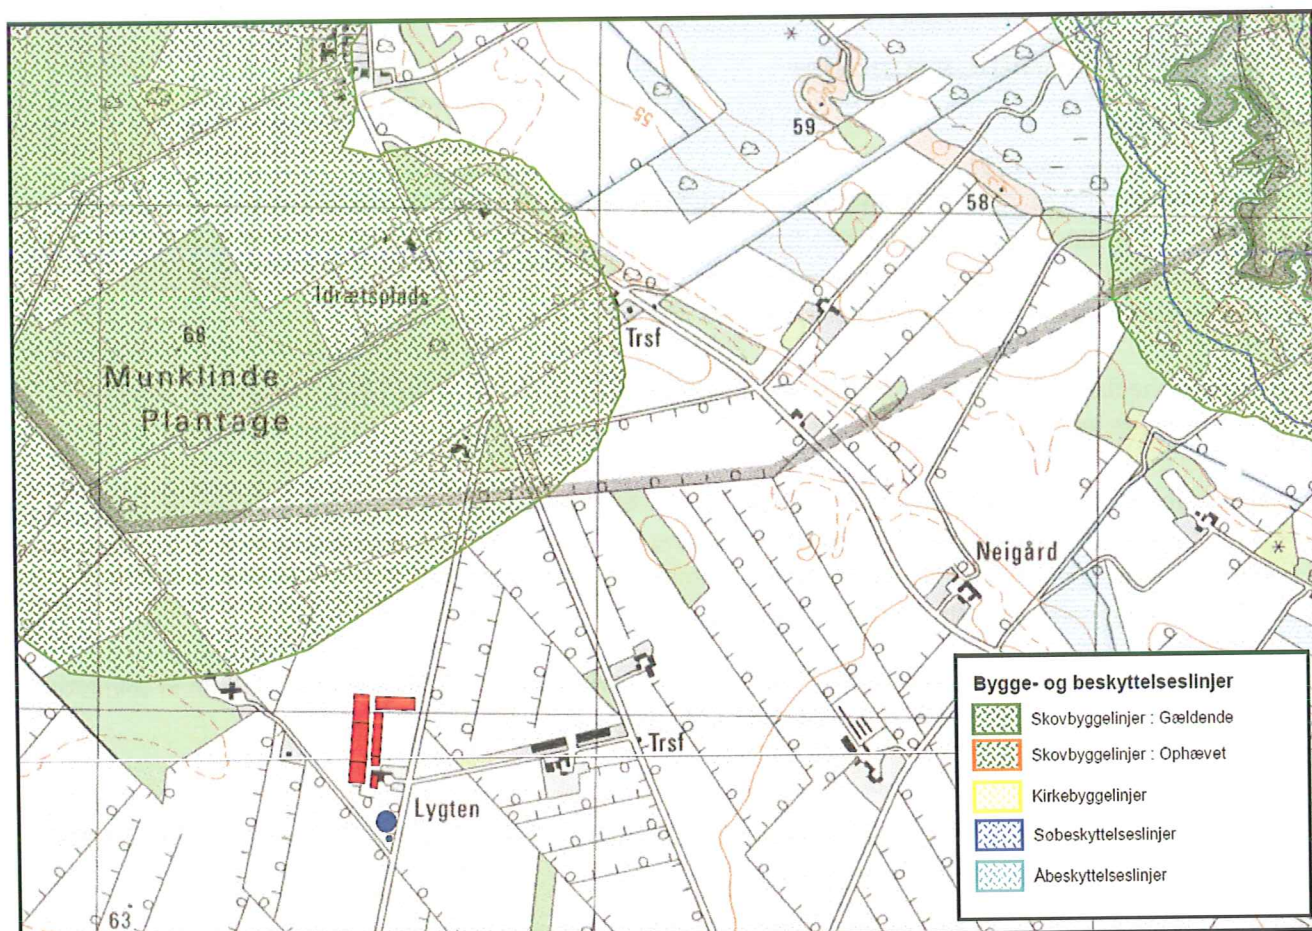 59
55
58
Idrætsplads
68
Munklinde
Plantage
Trsf
Neigård
Trsf
Lygten
63
Bygge- og beskyttelseslinjer
Skovbyggelinjer : Gældende
Skovbyggelinjer : Ophævet
Kirkebyggelinjer
Søbeskyttelseslinjer
Åbeskyttelseslinjer